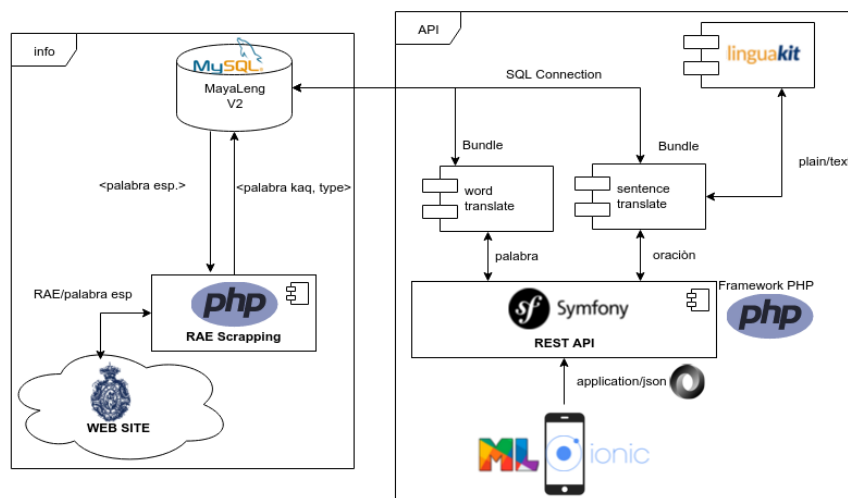 info
MySQL
MayaLeng
V2
<palabra esp.>
<palabra kaq, type>
RAE/palabra esp
php
RAE Scrapping
WEB SITE
API
linguakit
SQL Connection
Bundle
Bundle
plain/text
word
translate
sentence
translate
palabra
oraciòn
sf Symfony
REST API
Framework PHP
php
application/json
ML
ionic